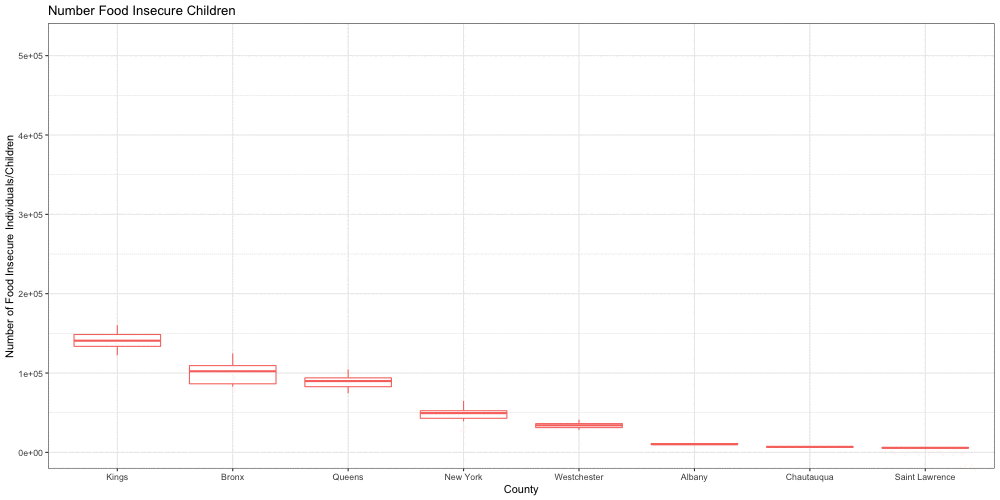 Number Food Insecure Children
Number of Food Insecure Individuals/Children
5e+05
4e+05
3e+05
2e+05
1e+05
0e+00
Kings Bronx Queens New York Westchester Albany Chautauqua Saint Lawrence
County